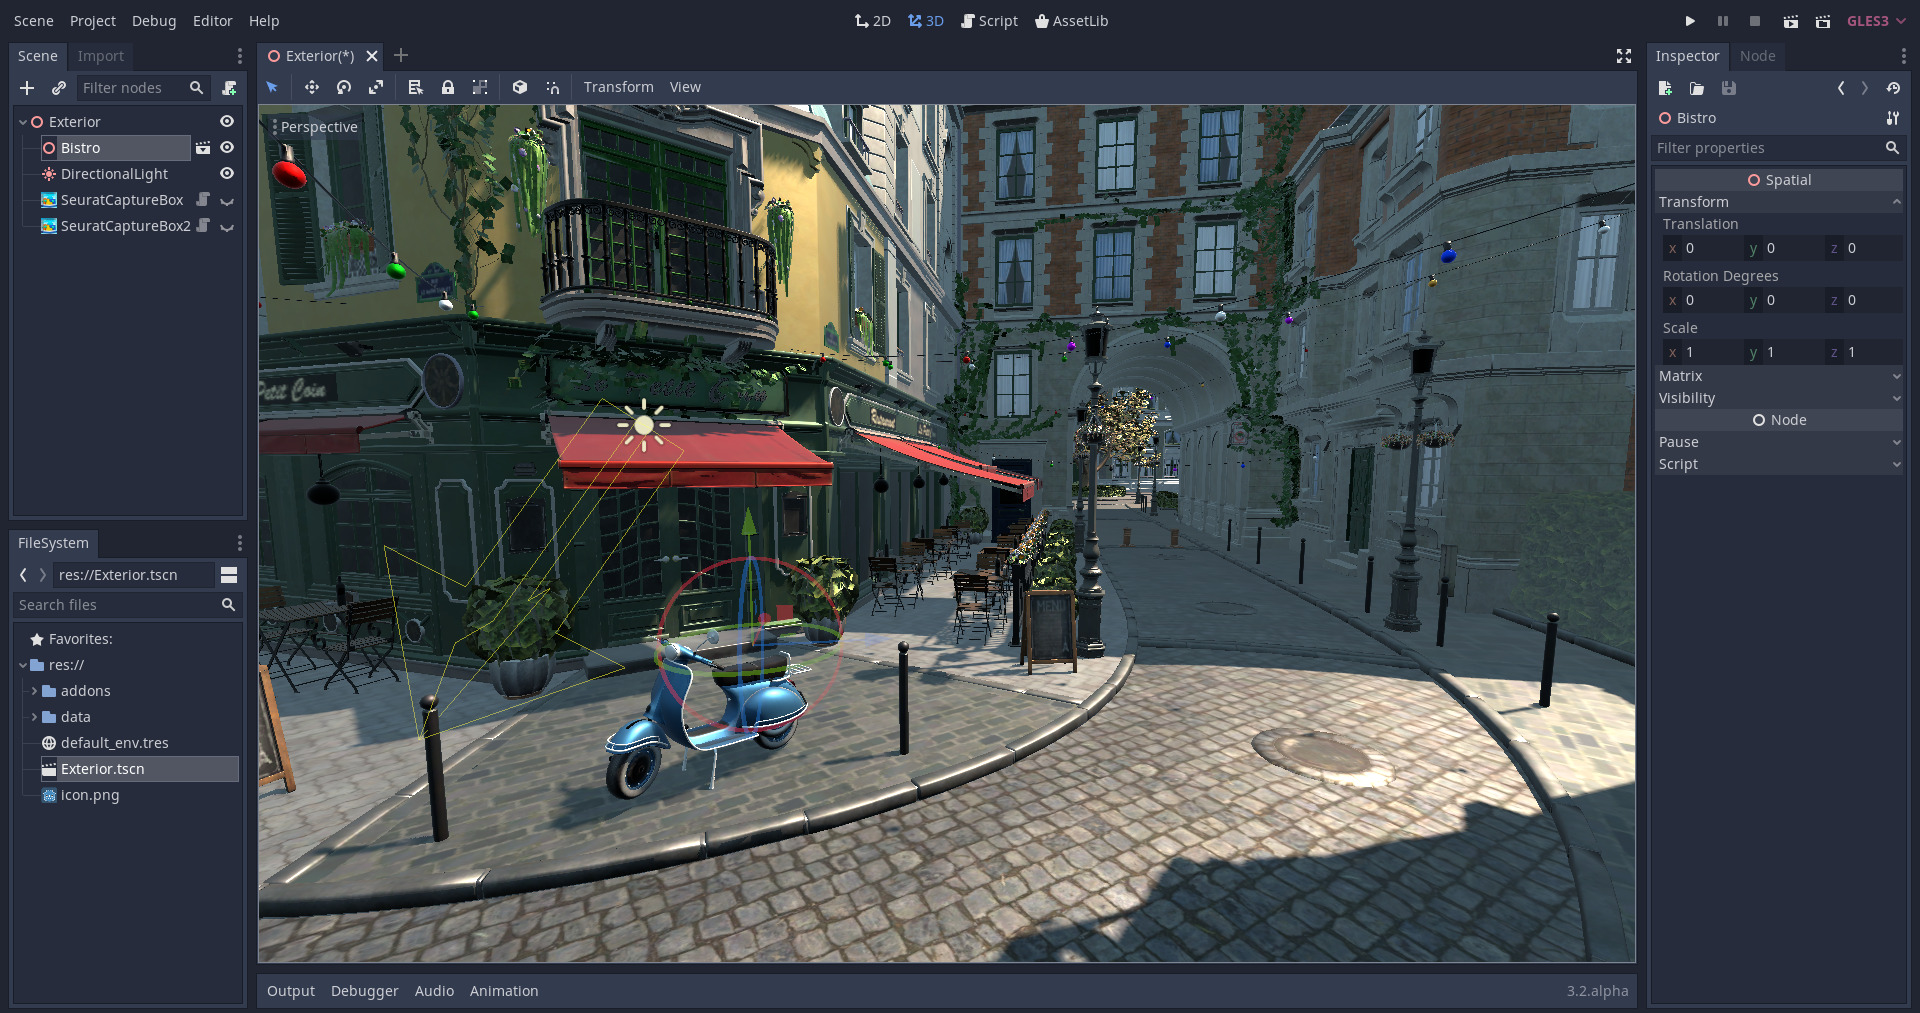 Scene Project Debug Editor Help
2D 3D Script AssetLib
GLES3
Scene Import
Filter nodes
Exterior
Bistro
DirectionalLight
SeuratCaptureBox
SeuratCaptureBox2
FileSystem
res://Exterior.tscn
Search files
Favorites:
res://
addons
data
default_env.tres
Exterior.tscn
icon.png
Exterior(*)
Transform View
Perspective
Petit Coin
MENU
Output Debugger Audio Animation
3.2.alpha
Inspector Node
Bistro
Filter properties
Spatial
Transform
Translation
x 0 y 0 z 0
Rotation Degrees
x 0 y 0 z 0
Scale
x 1 y 1 z 1
Matrix
Visibility
Node
Pause
Script